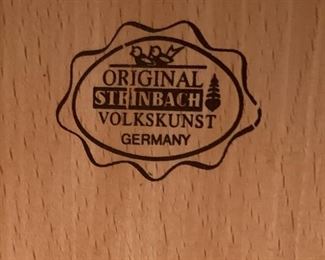 ORIGINAL
STEINBACH
VOLKSKUNST
GERMANY